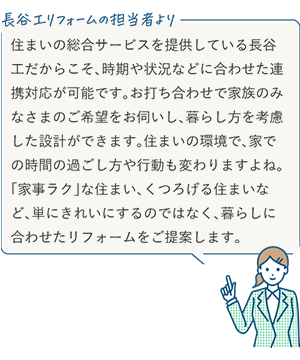 長谷工リフォームの担当者より
住まいの総合サービスを提供している長谷
工だからこそ、時期や状況などに合わせた連
携対応が可能です。お打ち合わせで家族のみ
なさまのご希望をお伺いし、暮らし方を考慮
した設計ができます。住まいの環境で、家で
の時間の過ごし方や行動も変わりますよね。
「家事ラク」な住まい、くつろげる住まいな
ど、単にきれいにするのではなく、暮らしに
合わせたリフォームをご提案します。